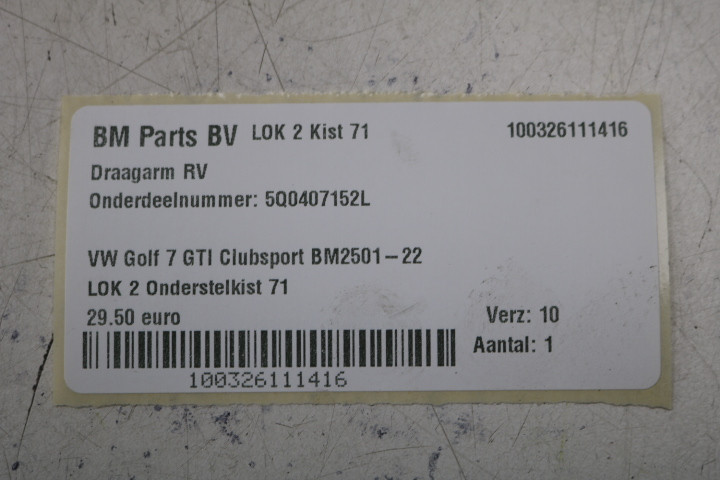 BM Parts BV LOK 2 Kist 71 100326111416
Draagarm RV
Onderdeelnummer: 5Q0407152L
VW Golf 7 GTI Clubsport BM2501-22
LOK 2 Onderstelkist 71
29.50 euro Verz: 10
Aantal: 1
100326111416